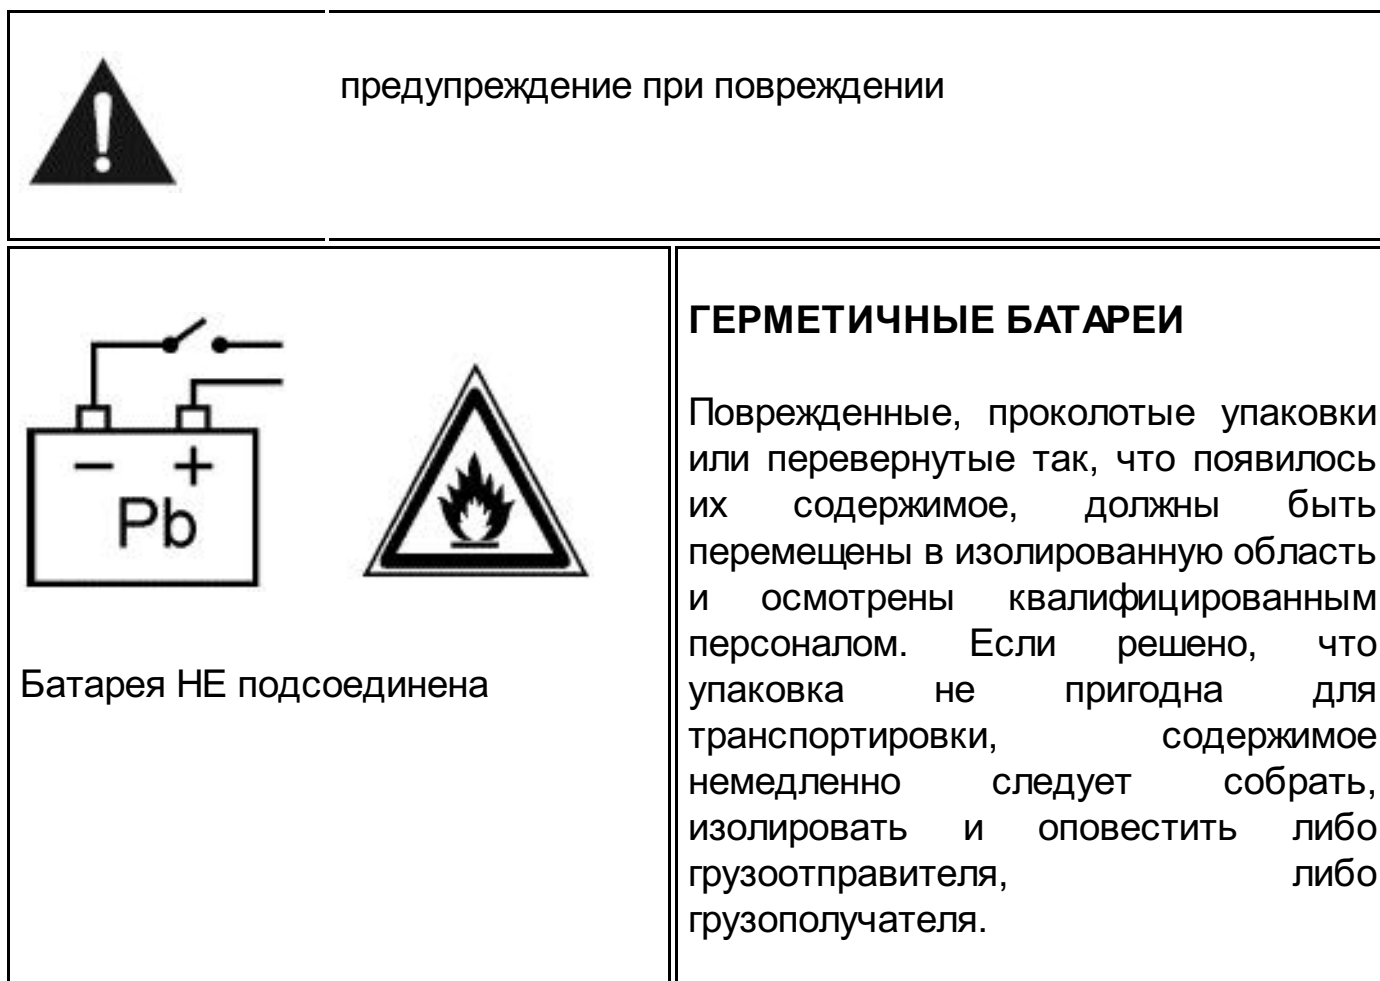 предупреждение при повреждении
− +
Pb
Батарея НЕ подсоединена
ГЕРМЕТИЧНЫЕ БАТАРЕИ
Поврежденные, проколотые упаковки
или перевернутые так, что появилось
их содержимое, должны быть
перемещены в изолированную область
и осмотрены квалифицированным
персоналом. Если решено, что
упаковка не пригодна для
транспортировки, содержимое
немедленно следует собрать,
изолировать и оповестить либо
грузоотправителя, либо
грузополучателя.